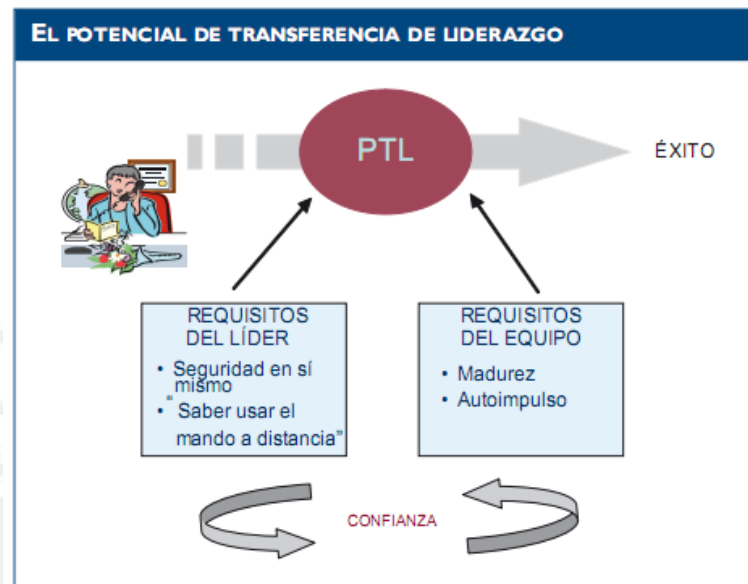 EL POTENCIAL DE TRANSFERENCIA DE LIDERAZGO
PTL
ÉXITO
REQUISITOS
DEL LÍDER
• Seguridad en sí
mismo
• “Saber usar el
mando a distancia”
REQUISITOS
DEL EQUIPO
• Madurez
• Autoimpulso
CONFIANZA